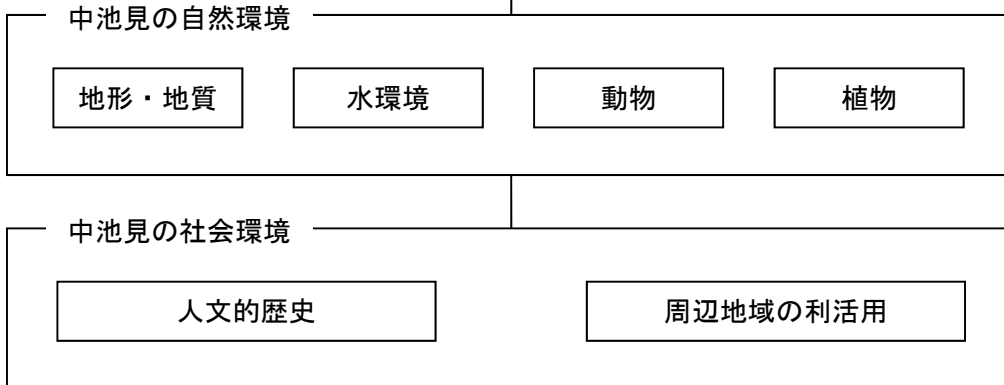 中池見の自然環境
地形・地質 水環境 動物 植物
中池見の社会環境
人文的歴史 周辺地域の利活用